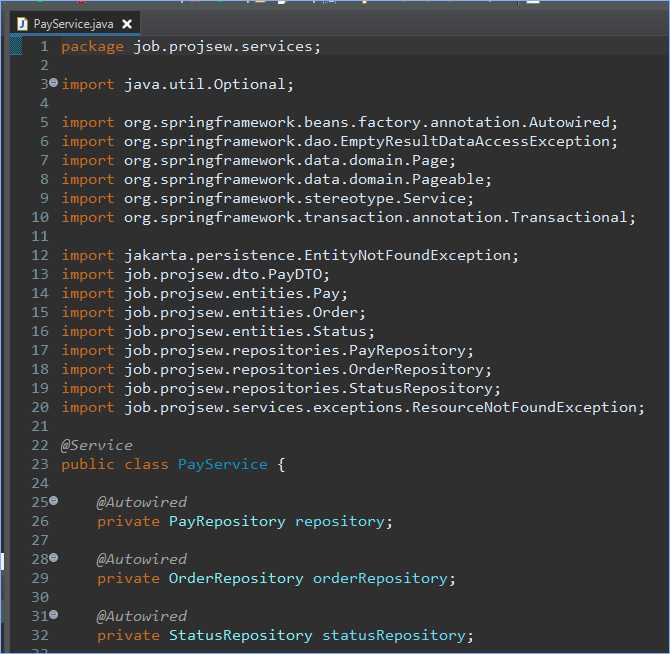 PayService.java
1 package job.projsew.services;
2
3 import java.util.Optional;
4
5 import org.springframework.beans.factory.annotation.Autowired;
6 import org.springframework.dao.EmptyResultDataAccessException;
7 import org.springframework.data.domain.Page;
8 import org.springframework.data.domain.Pageable;
9 import org.springframework.stereotype.Service;
10 import org.springframework.transaction.annotation.Transactional;
11
12 import jakarta.persistence.EntityNotFoundException;
13 import job.projsew.dto.PayDTO;
14 import job.projsew.entities.Pay;
15 import job.projsew.entities.Order;
16 import job.projsew.entities.Status;
17 import job.projsew.repositories.PayRepository;
18 import job.projsew.repositories.OrderRepository;
19 import job.projsew.repositories.StatusRepository;
20 import job.projsew.services.exceptions.ResourceNotFoundException;
21
22 @Service
23 public class PayService {
24
25 @Autowired
26 private PayRepository repository;
27
28 @Autowired
29 private OrderRepository orderRepository;
30
31 @Autowired
32 private StatusRepository statusRepository;